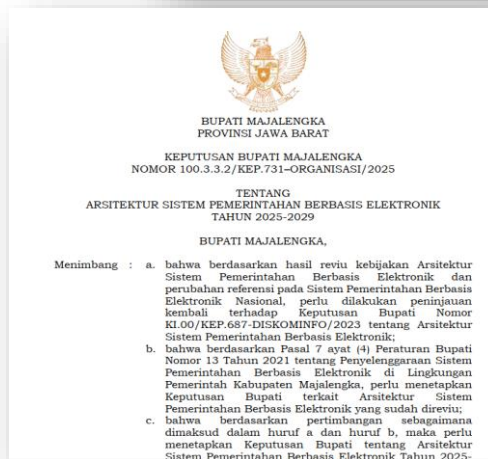 BUPATI MAJALENGKA
PROVINSI JAWA BARAT
KEPUTUSAN BUPATI MAJALENGKA
NOMOR 100.3.3.2/KEP.731–ORGANISASI/2025
TENTANG
ARSITEKTUR SISTEM PEMERINTAHAN BERBASIS ELEKTRONIK
TAHUN 2025-2029
BUPATI MAJALENGKA,
Menimbang : a. bahwa berdasarkan hasil reviu kebijakan Arsitektur
Sistem Pemerintahan Berbasis Elektronik dan
perubahan referensi pada Sistem Pemerintahan Berbasis
Elektronik Nasional, perlu dilakukan peninjauan
kembali terhadap Keputusan Bupati Nomor
KI.00/KEP.687-DISKOMINFO/2023 tentang Arsitektur
Sistem Pemerintahan Berbasis Elektronik;
b. bahwa berdasarkan Pasal 7 ayat (4) Peraturan Bupati
Nomor 13 Tahun 2021 tentang Penyelenggaraan Sistem
Pemerintahan Berbasis Elektronik di Lingkungan
Pemerintah Kabupaten Majalengka, perlu menetapkan
Keputusan Bupati terkait Arsitektur Sistem
Pemerintahan Berbasis Elektronik yang sudah direviu;
c. bahwa berdasarkan pertimbangan sebagaimana
dimaksud dalam huruf a dan huruf b, maka perlu
menetapkan Keputusan Bupati tentang Arsitektur
Sistem Pemerintahan Berbasis Elektronik Tahun 2025-